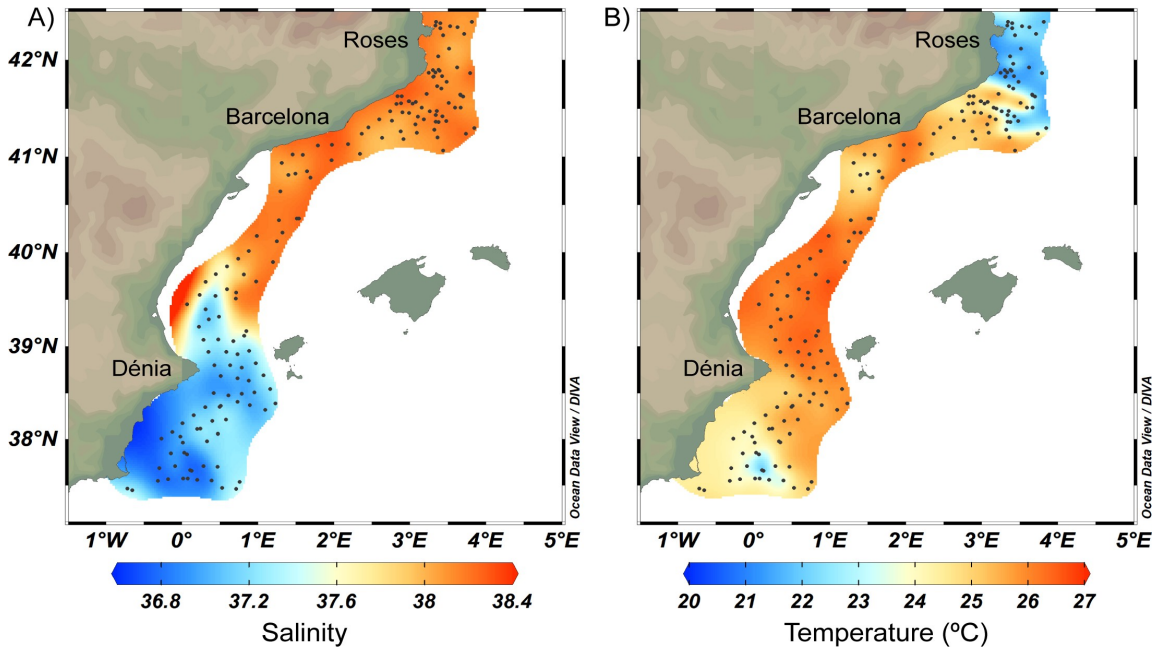 A)
B)
Roses
Roses
42°N
Barcelona
Barcelona
41°N
40°N
39°N
Dénia
Dénia
38°N
Ocean Data View / DIVA
Ocean Data View / DIVA
1°W 0° 1°E 2°E 3°E 4°E 5°E
1°W 0° 1°E 2°E 3°E 4°E 5°E
36.8 37.2 37.6 38 38.4
20 21 22 23 24 25 26 27
Salinity
Temperature (ºC)